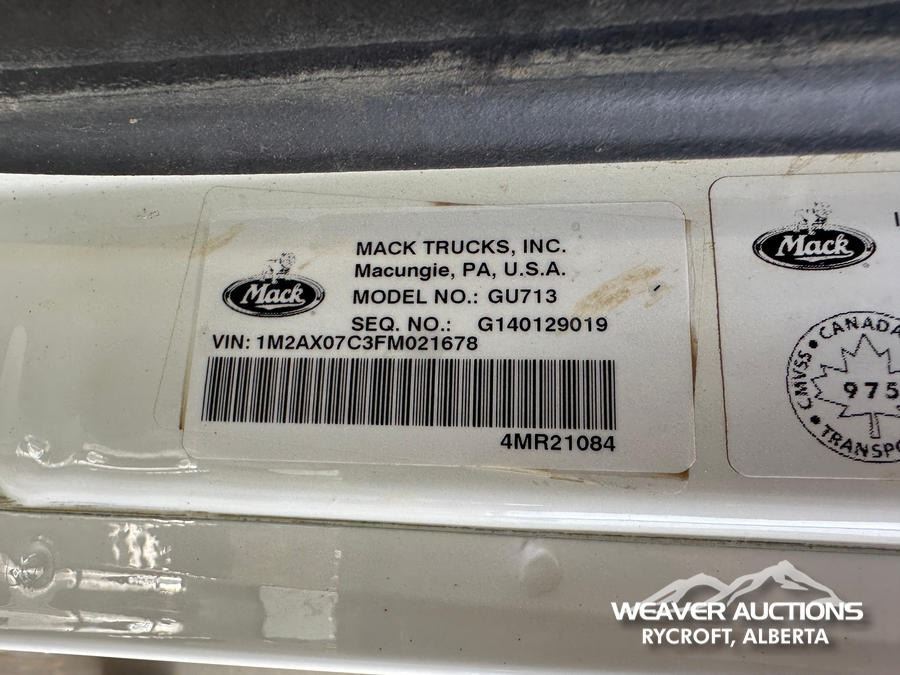 MACK TRUCKS, INC.
Macungie, PA, U.S.A.
Mack
MODEL NO.: GU713
SEQ. NO.: G140129019
VIN: 1M2AX07C3FM021678
4MR21084
Mack
CANADA
CMVSS
975
WEAVER AUCTIONS
RYCROFT, ALBERTA